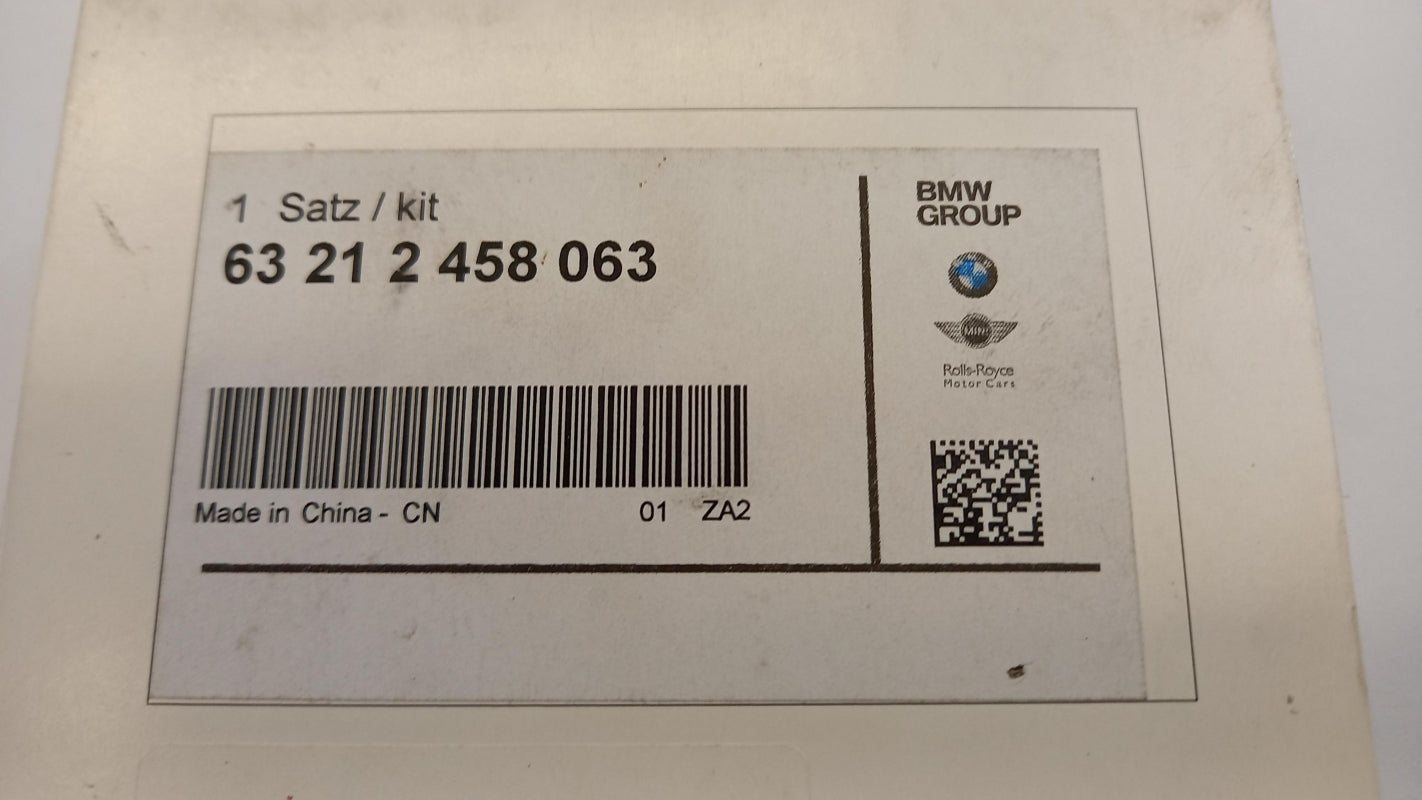 1 Satz / kit
63 21 2 458 063
Made in China - CN 01 ZA2
BMW
GROUP
MINI
Rolls-Royce
Motor Cars